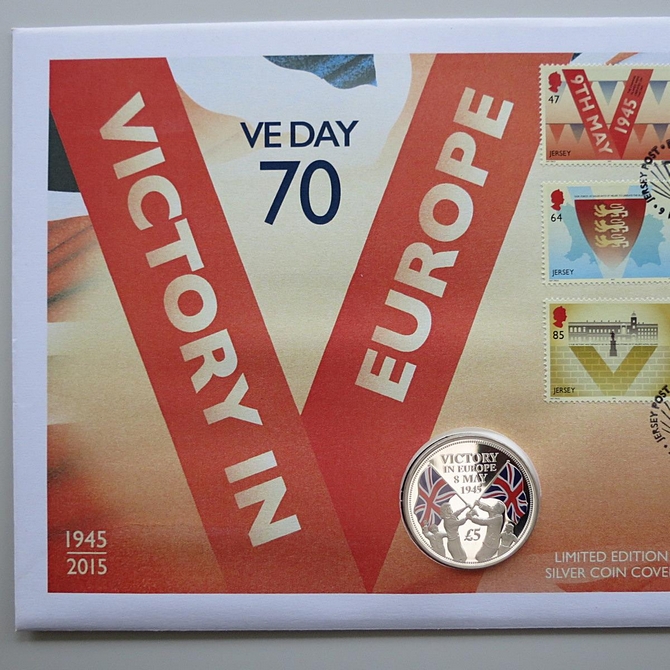 VE DAY
70
VICTORY IN
EUROPE
47
9TH MAY
1945
JERSEY
64
JERSEY
85
JERSEY
JERSEY POST
JERSEY POST
VICTORY
IN EUROPE
8 MAY
1945
£5
1945
2015
LIMITED EDITION
SILVER COIN COVER